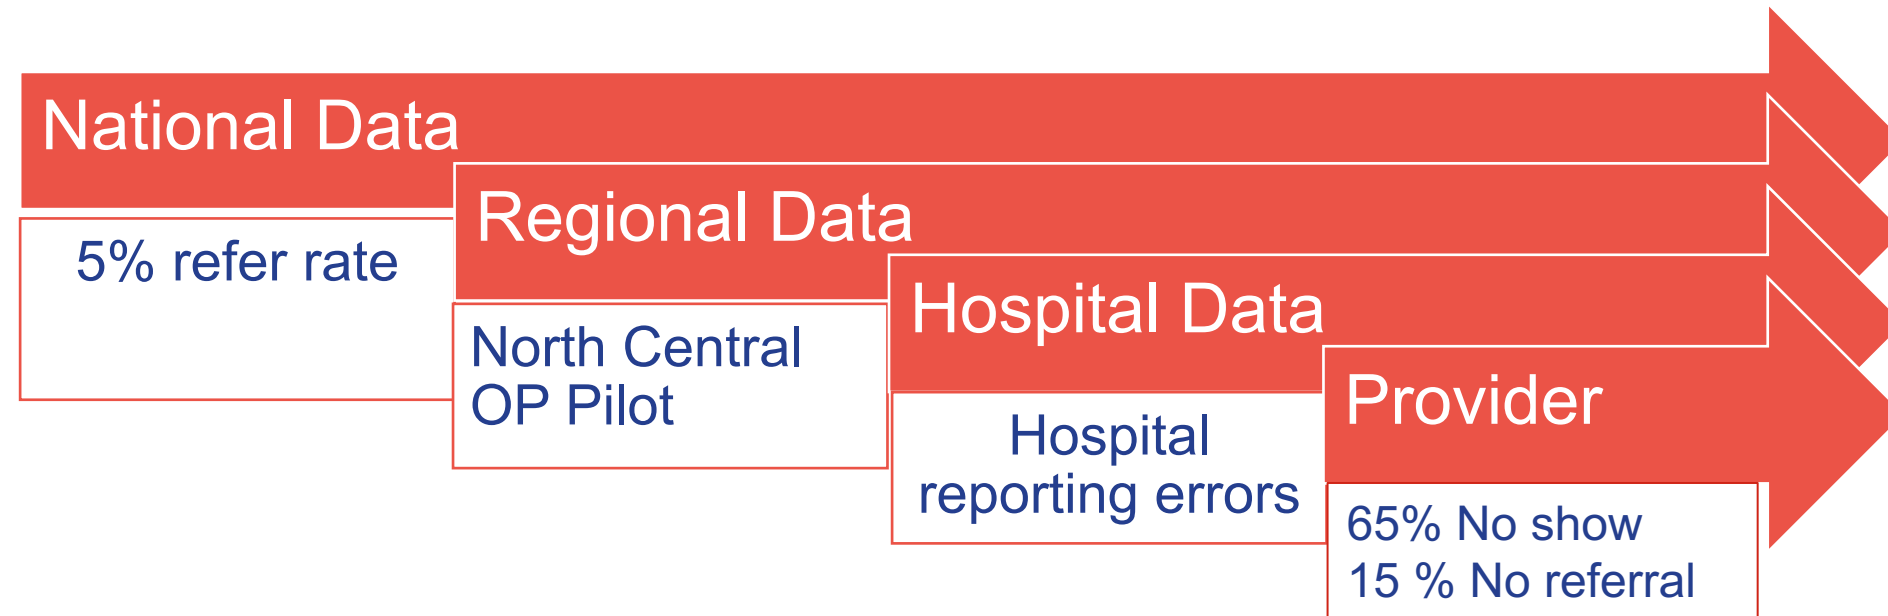 National Data
5% refer rate
Regional Data
North Central
OP Pilot
Hospital Data
Hospital
reporting errors
Provider
65% No show
15 % No referral